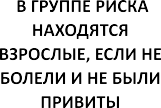 В ГРУППЕ РИСКА
НАХОДЯТСЯ
ВЗРОСЛЫЕ, ЕСЛИ НЕ
БОЛЕЛИ И НЕ БЫЛИ
ПРИВИТЫ